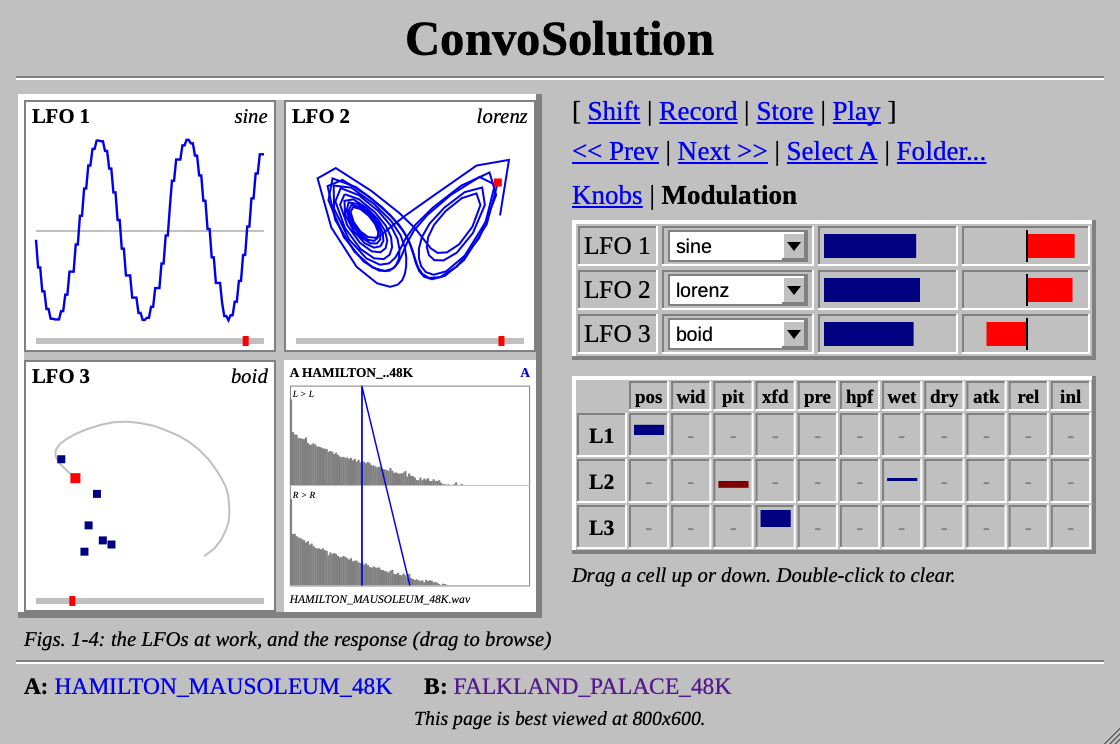 ConvoSolution
LFO 1 sine
LFO 2 lorenz
LFO 3 boid
A HAMILTON_..48K A
L > L
R > R
HAMILTON_MAUSOLEUM_48K.wav
Figs. 1-4: the LFOs at work, and the response (drag to browse)
[ Shift | Record | Store | Play ]
<< Prev | Next >> | Select A | Folder...
Knobs | Modulation
LFO 1 sine
LFO 2 lorenz
LFO 3 boid
pos wid pit xfd pre hpf wet dry atk rel inl
L1 - - - - - - - - -
L2 - - - - - - - - -
L3 - - - - - - - - - -
Drag a cell up or down. Double-click to clear.
A: HAMILTON_MAUSOLEUM_48K B: FALKLAND_PALACE_48K
This page is best viewed at 800x600.